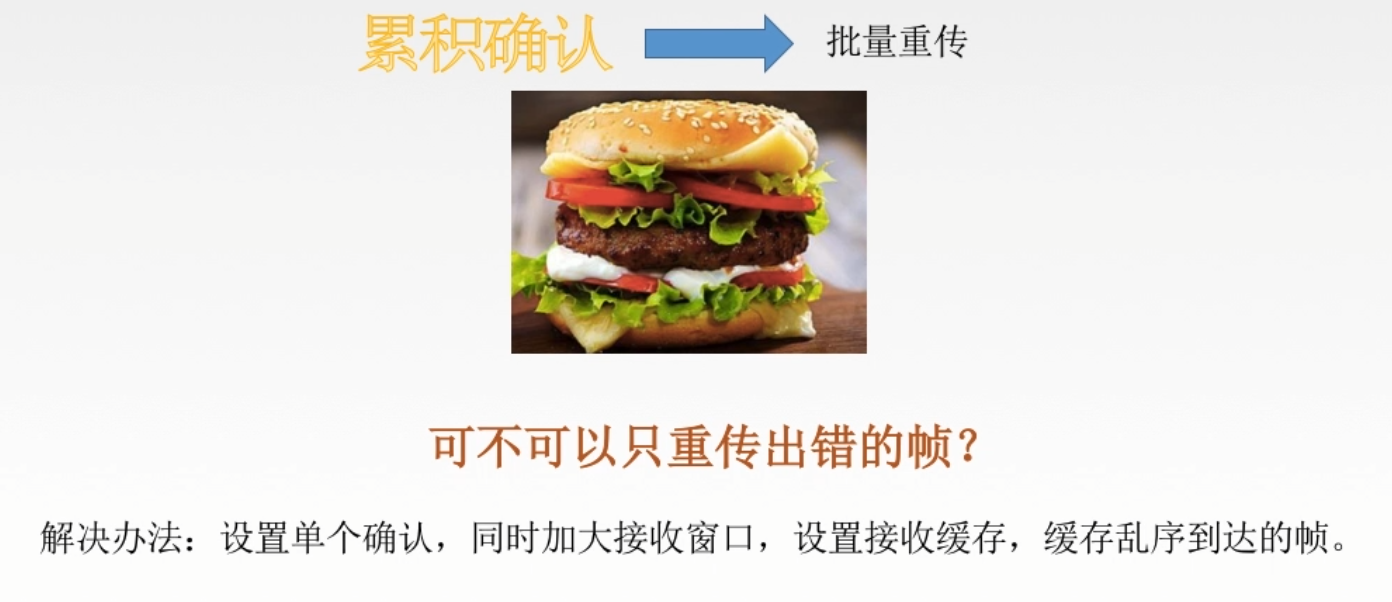 累积确认 批量重传
可不可以只重传出错的帧？
解决办法：设置单个确认，同时加大接收窗口，设置接收缓存，缓存乱序到达的帧。